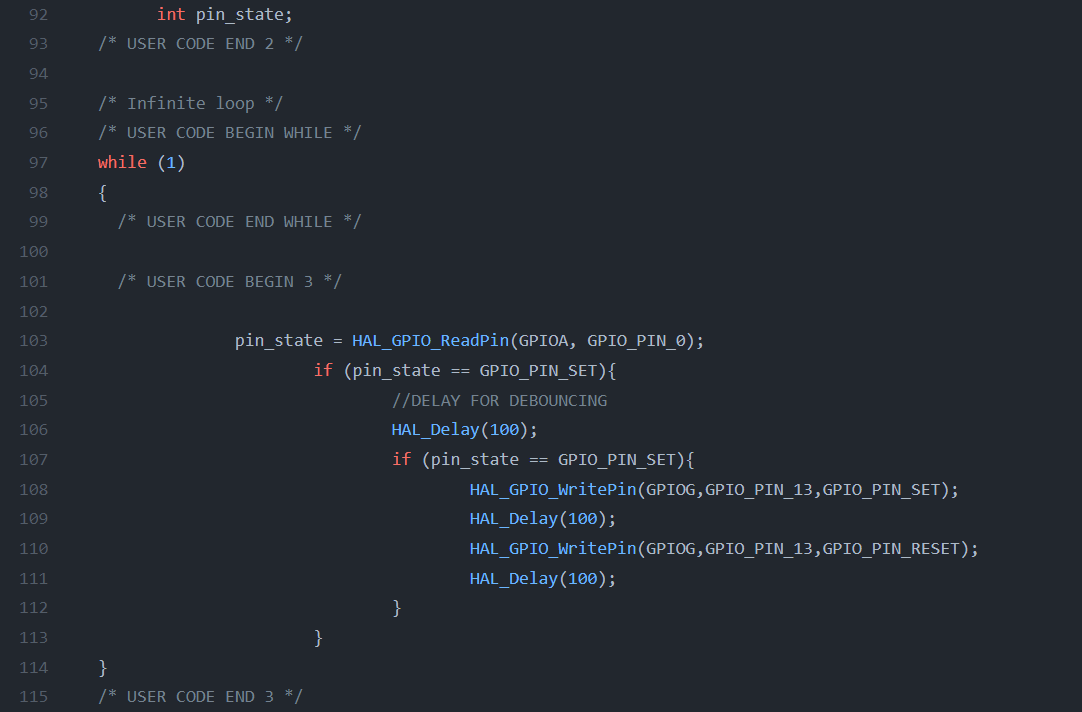 92 int pin_state;
93 /* USER CODE END 2 */
94
95 /* Infinite loop */
96 /* USER CODE BEGIN WHILE */
97 while (1)
98 {
99 /* USER CODE END WHILE */
100
101 /* USER CODE BEGIN 3 */
102
103 pin_state = HAL_GPIO_ReadPin(GPIOA, GPIO_PIN_0);
104 if (pin_state == GPIO_PIN_SET){
105 //DELAY FOR DEBOUNCING
106 HAL_Delay(100);
107 if (pin_state == GPIO_PIN_SET){
108 HAL_GPIO_WritePin(GPIOG,GPIO_PIN_13,GPIO_PIN_SET);
109 HAL_Delay(100);
110 HAL_GPIO_WritePin(GPIOG,GPIO_PIN_13,GPIO_PIN_RESET);
111 HAL_Delay(100);
112 }
113 }
114 }
115 /* USER CODE END 3 */